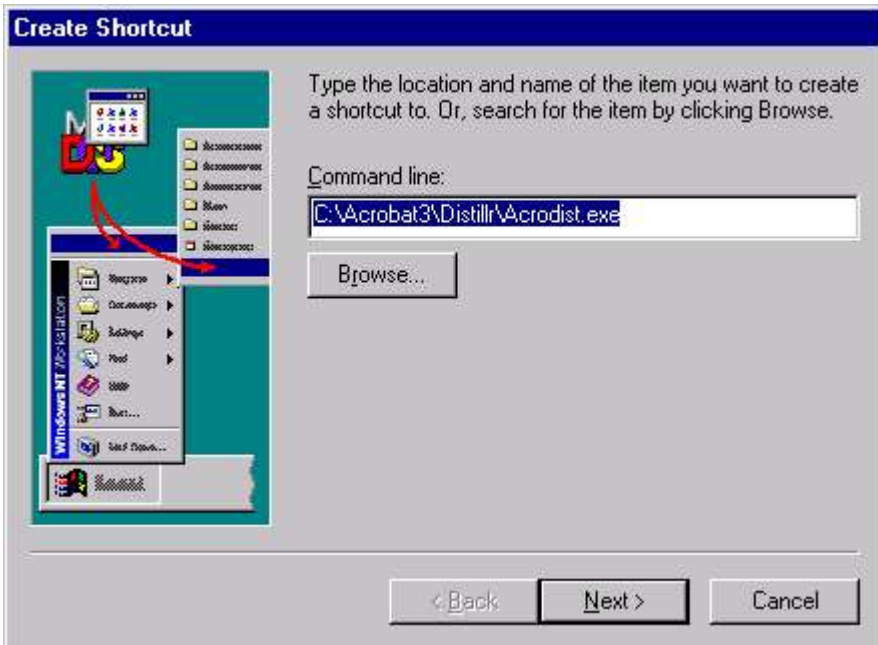 Create Shortcut
Type the location and name of the item you want to create
a shortcut to. Or, search for the item by clicking Browse.
Command line:
C:\Acrobat3\Distillr\Acrodist.exe
Browse...
Windows NT Workstation
< Back
Next >
Cancel